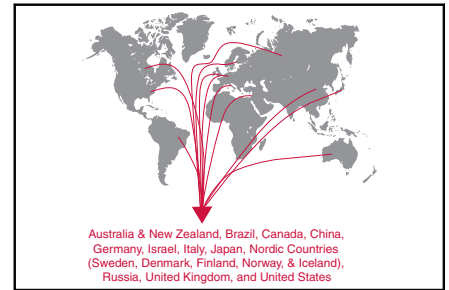 Australia & New Zealand, Brazil, Canada, China,
Germany, Israel, Italy, Japan, Nordic Countries
(Sweden, Denmark, Finland, Norway, & Iceland),
Russia, United Kingdom, and United States